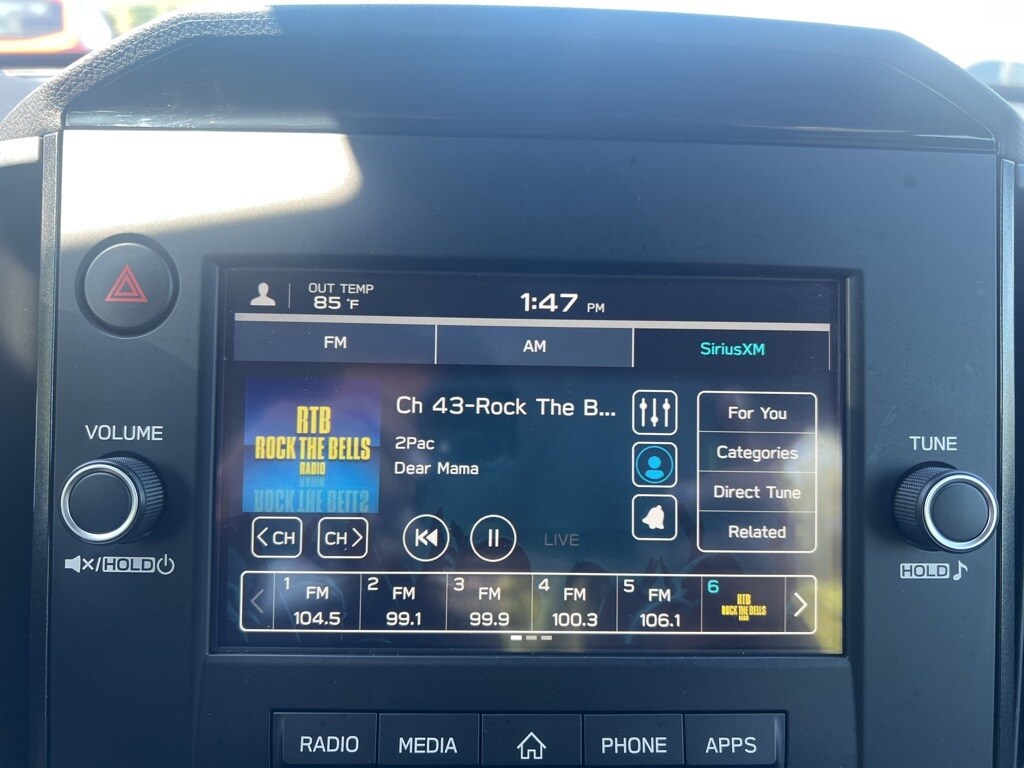 OUT TEMP
85 °F
1:47 PM
FM
AM
SiriusXM
RTB
ROCK THE BELLS
RADIO
Ch 43-Rock The B...
2Pac
Dear Mama
For You
Categories
Direct Tune
Related
CH
CH
LIVE
1 FM 104.5
2 FM 99.1
3 FM 99.9
4 FM 100.3
5 FM 106.1
6 RTB
ROCK THE BELLS
RADIO
VOLUME
HOLD
TUNE
HOLD
RADIO
MEDIA
PHONE
APPS